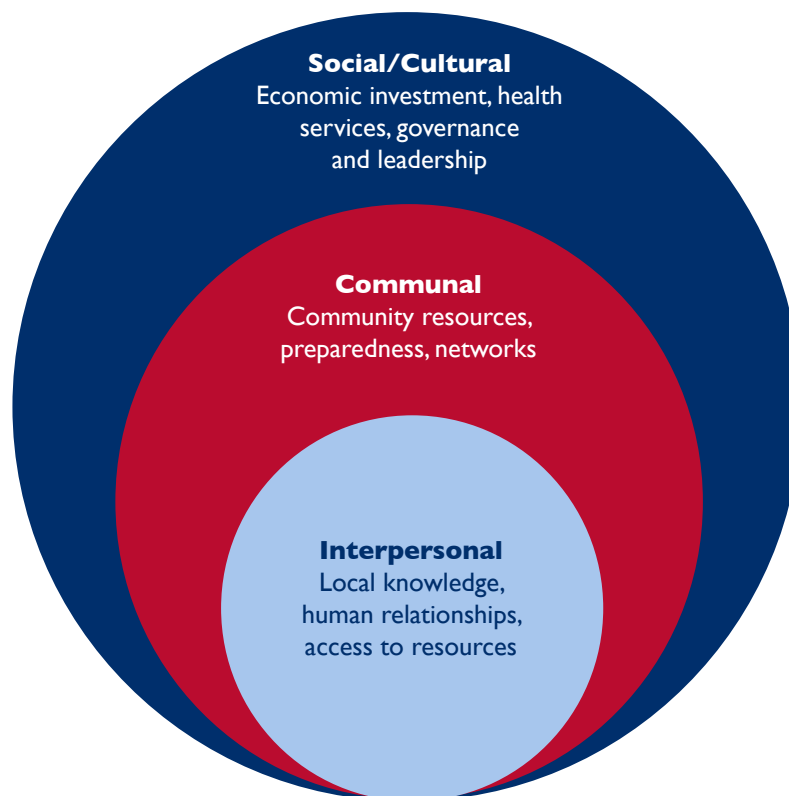 Social/Cultural
Economic investment, health
services, governance
and leadership
Communal
Community resources,
preparedness, networks
Interpersonal
Local knowledge,
human relationships,
access to resources